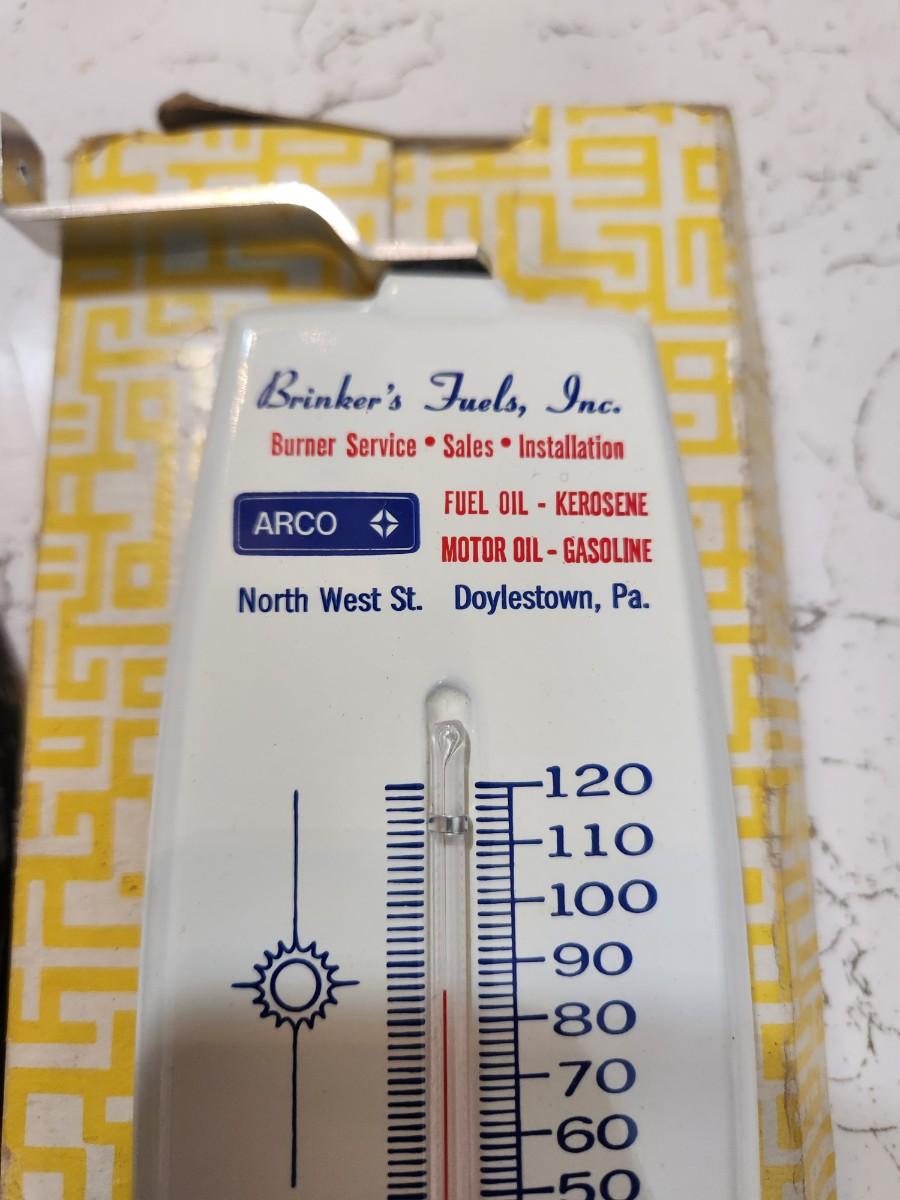 Brinker's Fuels, Inc.
Burner Service • Sales • Installation
ARCO
FUEL OIL - KEROSENE
MOTOR OIL - GASOLINE
North West St. Doylestown, Pa.
120
110
100
90
80
70
60
50